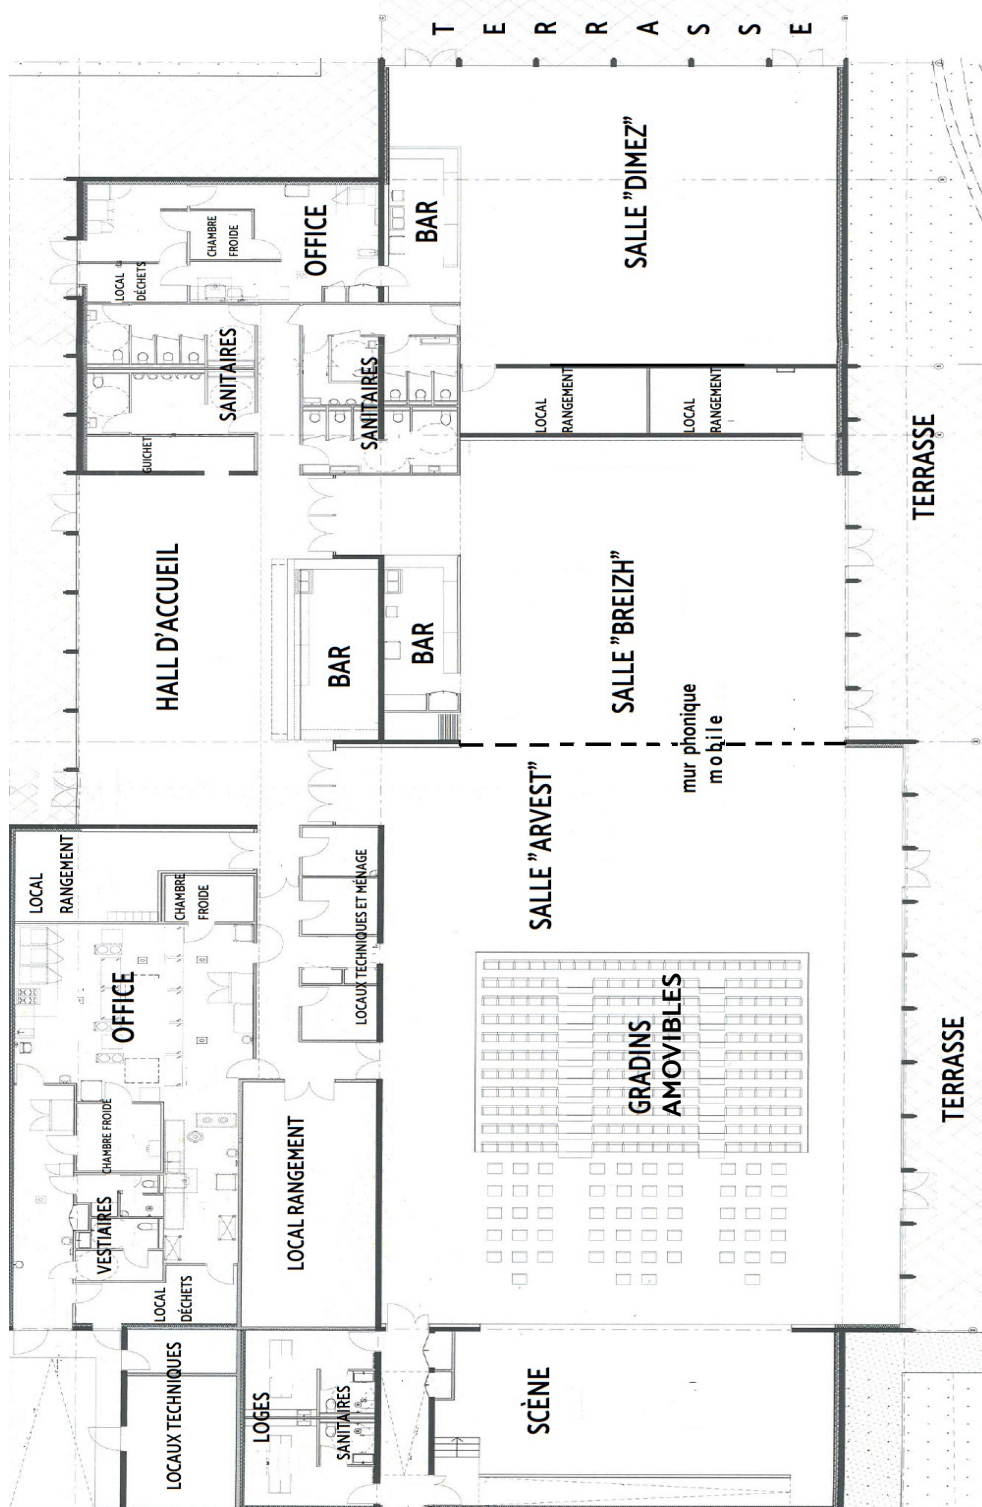 TERRASSE
SALLE "DIMEZ"
BAR
OFFICE
CHAMBRE
FROIDE
LOCAL
DÉCHETS
SANITAIRES
SANITAIRES
GUICHET
LOCAL
RANGEMENT
LOCAL
RANGEMENT
TERRASSE
HALL D'ACCUEIL
BAR
BAR
SALLE "BREIZH"
mur phonique
mobile
SALLE "ARVEST"
LOCAL
RANGEMENT
CHAMBRE
FROIDE
LOCAUX TECHNIQUES ET MÉNAGE
OFFICE
GRADINS
AMOVIBLES
TERRASSE
CHAMBRE FROIDE
VESTIAIRES
LOCAL RANGEMENT
LOCAL
DÉCHETS
LOCAUX TECHNIQUES
LOGES
SANITAIRES
SCÈNE